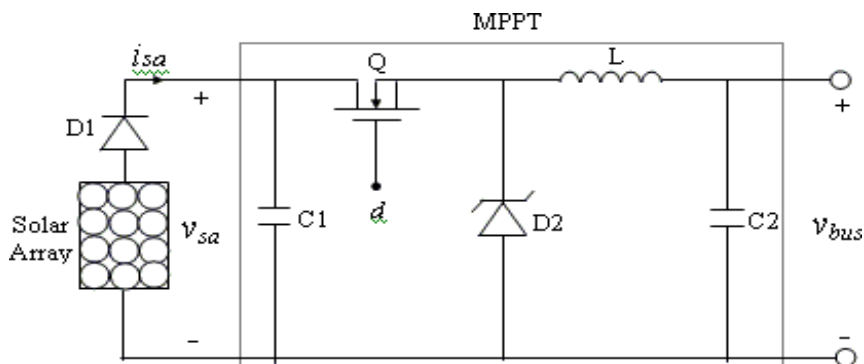 MPPT
isa
Q
L
+
+
D1
d
Solar
Array
vsa
C1
D2
C2
vbus
-
-